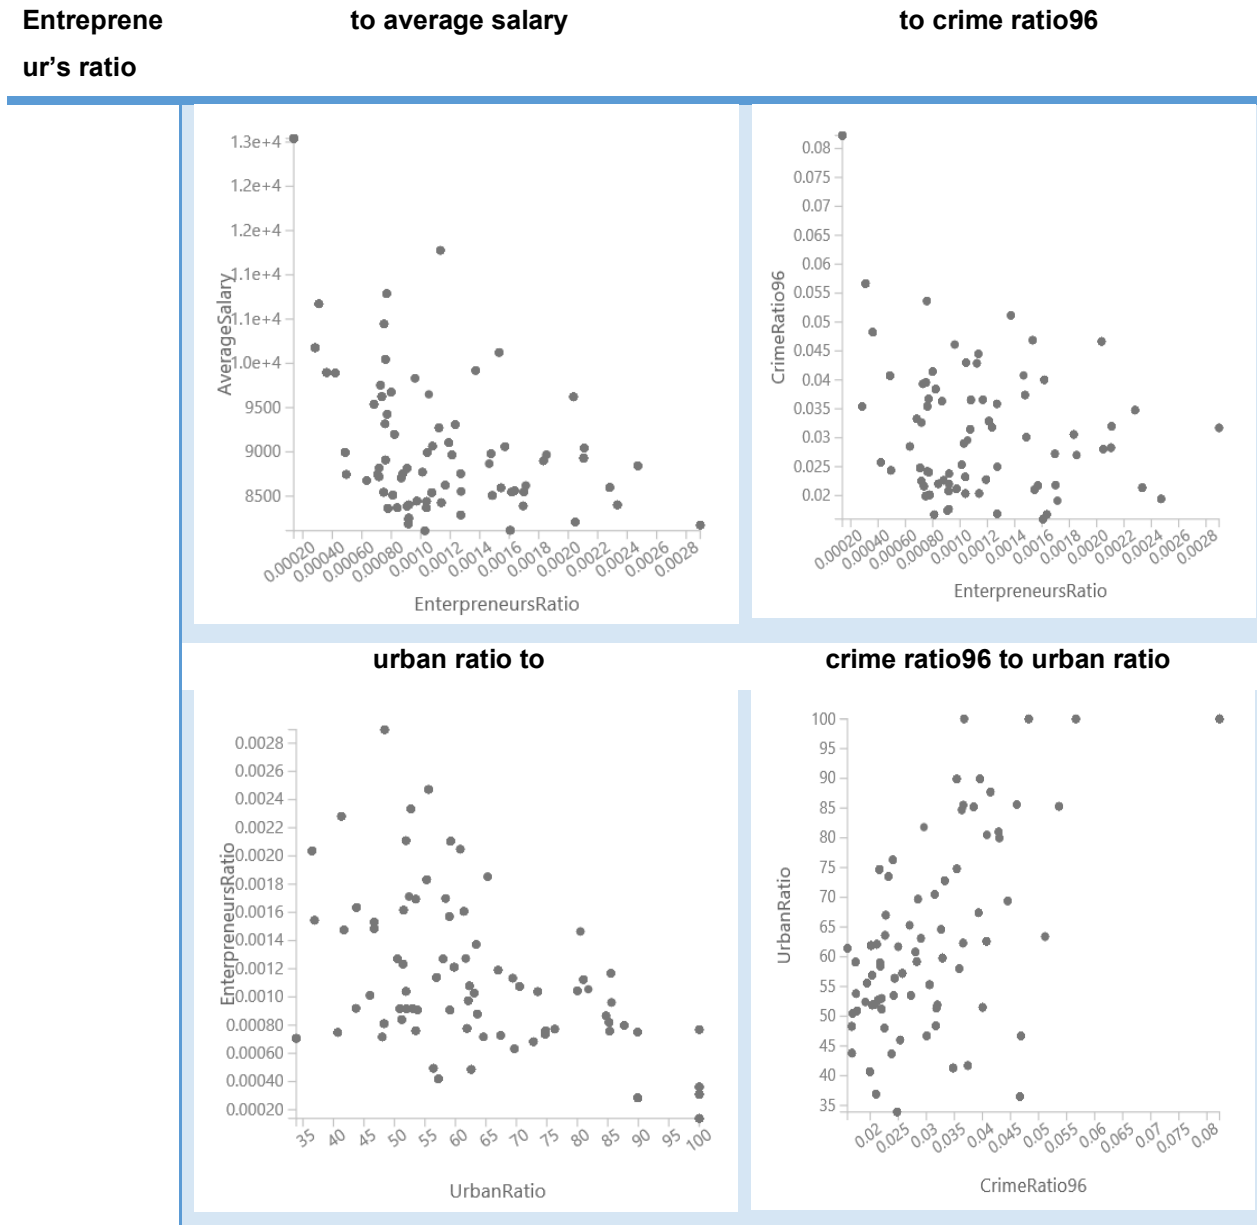 Entreprene
ur's ratio
to average salary
to crime ratio96
1.3e+4
1.2e+4
1.2e+4
1.1e+4
1.1e+4
1.0e+4
9500
9000
8500
AverageSalary
0.00020 0.00040 0.00060 0.00080 0.0010 0.0012 0.0014 0.0016 0.0018 0.0020 0.0022 0.0024 0.0026 0.0028
EnterpreneursRatio
0.08
0.075
0.07
0.065
0.06
0.055
0.05
0.045
0.04
0.035
0.03
0.025
0.02
CrimeRatio96
0.00020 0.00040 0.00060 0.00080 0.0010 0.0012 0.0014 0.0016 0.0018 0.0020 0.0022 0.0024 0.0026 0.0028
EnterpreneursRatio
urban ratio to
crime ratio96 to urban ratio
0.0028
0.0026
0.0024
0.0022
0.0020
0.0018
0.0016
0.0014
0.0012
0.0010
0.00080
0.00060
0.00040
0.00020
EnterpreneursRatio
35 40 45 50 55 60 65 70 75 80 85 90 95 100
UrbanRatio
100
95
90
85
80
75
70
65
60
55
50
45
40
35
UrbanRatio
0.02 0.025 0.03 0.035 0.04 0.045 0.05 0.055 0.06 0.065 0.07 0.075 0.08
CrimeRatio96